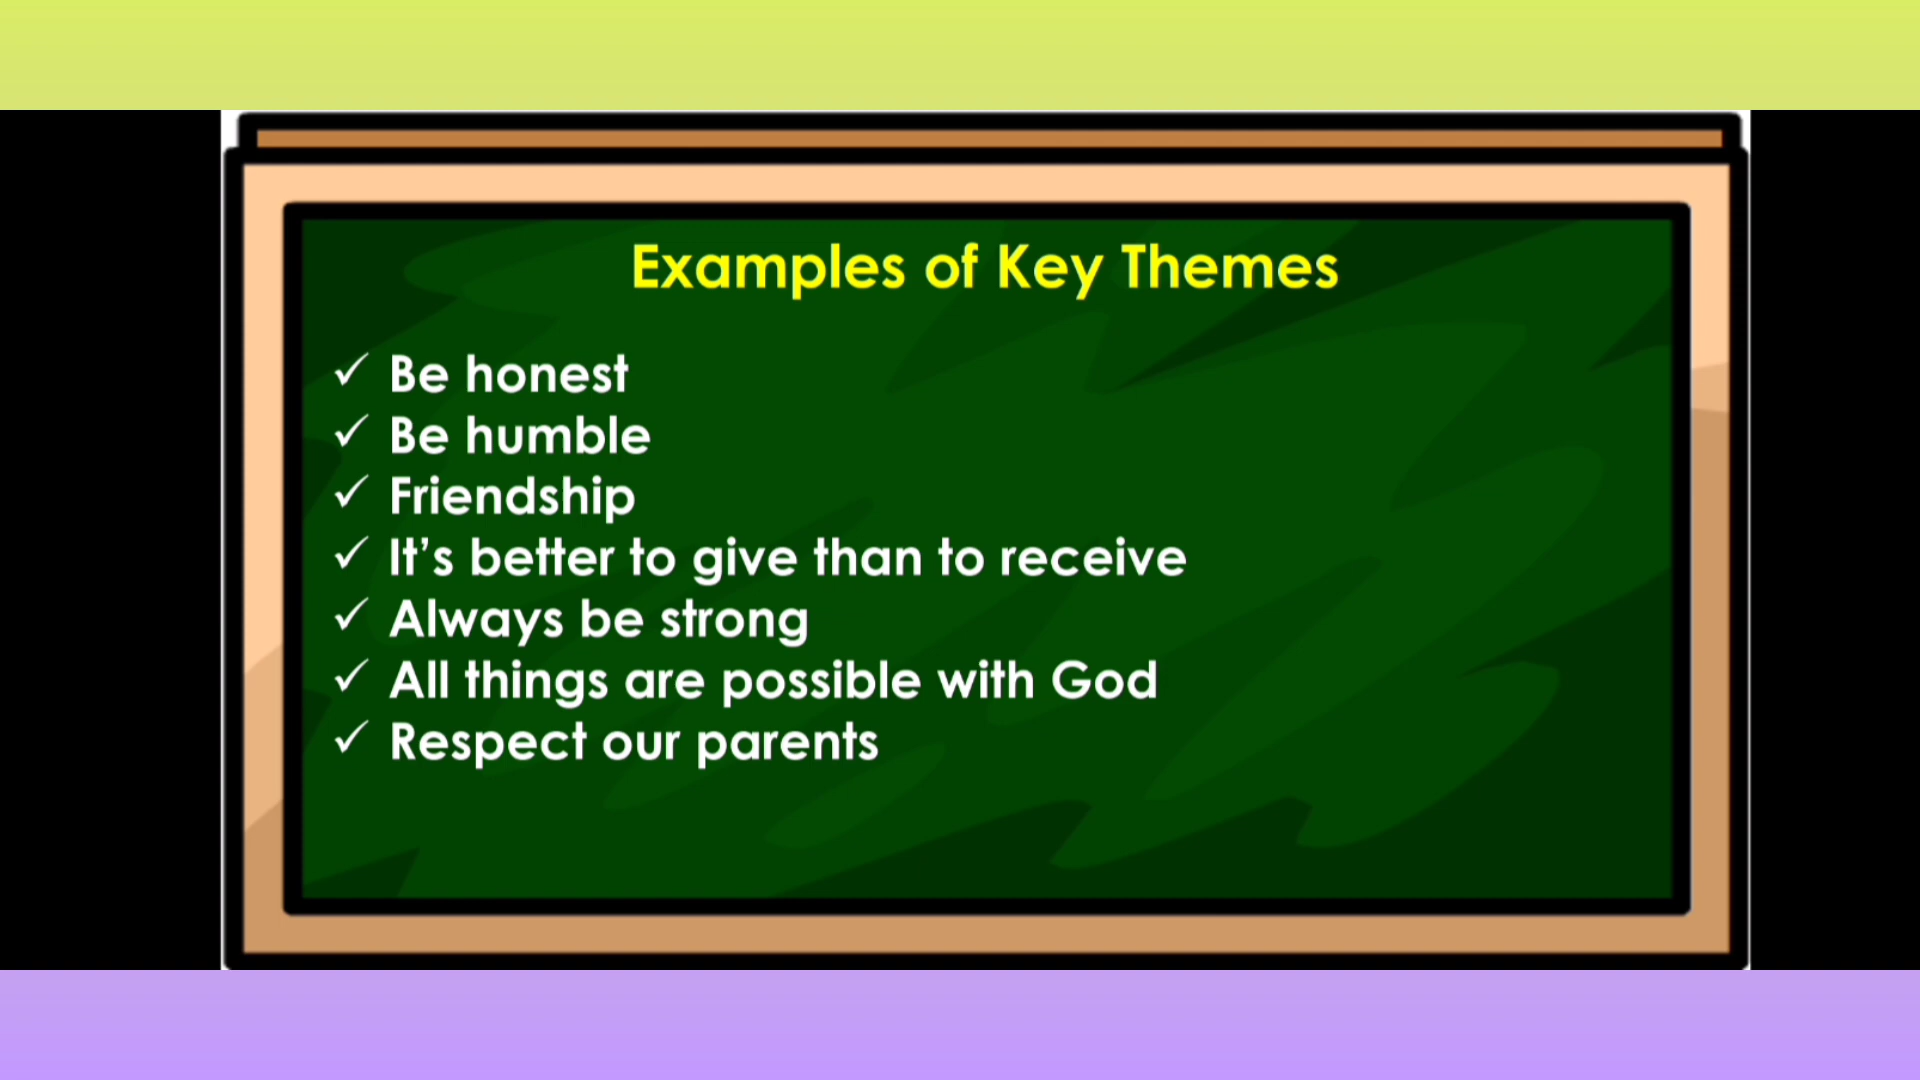 Examples of Key Themes
✓ Be honest
✓ Be humble
✓ Friendship
✓ It’s better to give than to receive
✓ Always be strong
✓ All things are possible with God
✓ Respect our parents